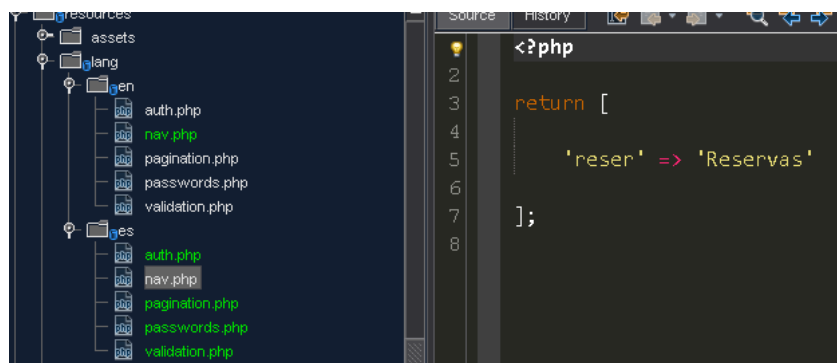 resources
assets
lang
en
auth.php
nav.php
pagination.php
passwords.php
validation.php
es
auth.php
nav.php
pagination.php
passwords.php
validation.php
Source History
<?php
2
3 return [
4
5 'reser' => 'Reservas'
6
7 ];
8